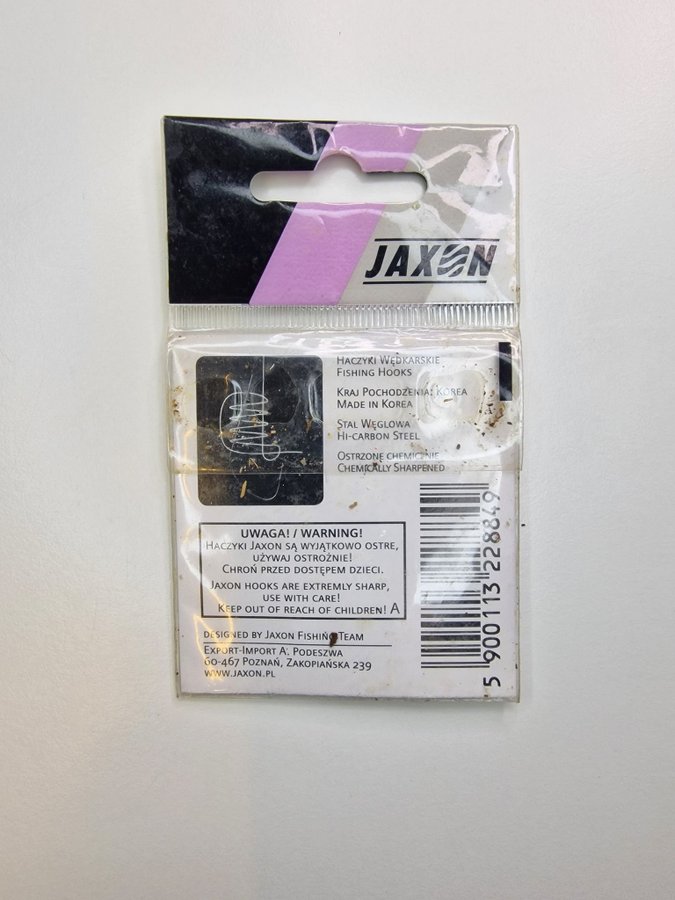 JAXON
HACZYKI WĘDKARSKIE
FISHING HOOKS
KRAJ POCHODZENIA: KOREA
MADE IN KOREA
STAL WĘGLOWA
HI-CARBON STEEL
OSTRZONE CHEMICZNIE
CHEMICALLY SHARPENED
UWAGA! / WARNING!
HACZYKI JAXON SĄ WYJĄTKOWO OSTRE,
UŻYWAJ OSTROŻNIE!
CHROŃ PRZED DOSTĘPEM DZIECI.
JAXON HOOKS ARE EXTREMLY SHARP,
USE WITH CARE!
KEEP OUT OF REACH OF CHILDREN! A
DESIGNED BY JAXON FISHING TEAM
EXPORT-IMPORT A. PODESZWA
60-467 POZNAŃ, ZAKOPIAŃSKA 239
WWW.JAXON.PL
5 900113 228849